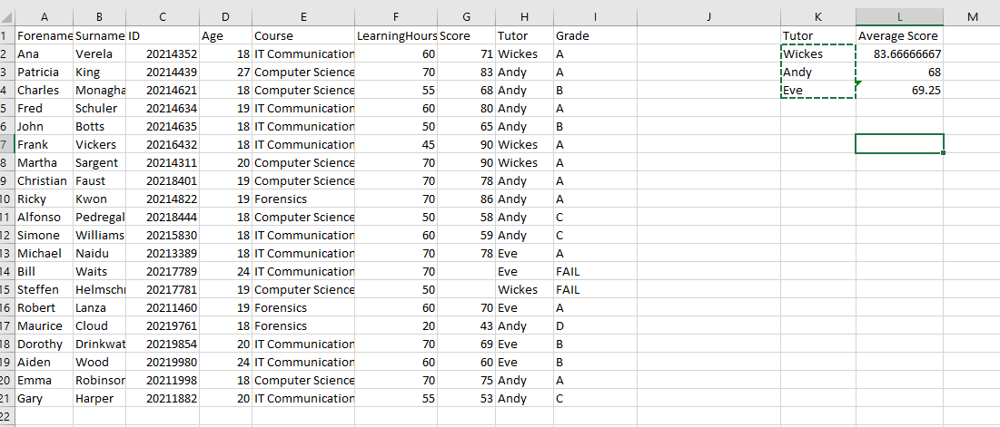 A B C D E F G H I J K L M
1 Forename Surname ID Age Course LearningHours Score Tutor Grade Tutor Average Score
2 Ana Verela 20214352 18 IT Communication 60 71 Wickes A Wickes 83.66666667
3 Patricia King 20214439 27 Computer Science 70 83 Andy A Andy 68
4 Charles Monagha 20214621 18 Computer Science 55 68 Andy B Eve 69.25
5 Fred Schuler 20214634 19 IT Communication 60 80 Andy A
6 John Botts 20214635 18 IT Communication 50 65 Andy B
7 Frank Vickers 20216432 18 IT Communication 45 90 Wickes A
8 Martha Sargent 20214311 20 Computer Science 70 90 Wickes A
9 Christian Faust 20218401 19 Computer Science 70 78 Andy A
10 Ricky Kwon 20214822 19 Forensics 70 86 Andy A
11 Alfonso Pedregal 20218444 18 Computer Science 50 58 Andy C
12 Simone Williams 20215830 18 IT Communication 60 59 Andy C
13 Michael Naidu 20213389 18 IT Communication 70 78 Eve A
14 Bill Waits 20217789 24 IT Communication 70 Eve FAIL
15 Steffen Helmschi 20217781 19 Computer Science 50 Wickes FAIL
16 Robert Lanza 20211460 19 Forensics 60 70 Eve A
17 Maurice Cloud 20219761 18 Forensics 20 43 Andy D
18 Dorothy Drinkwat 20219854 20 IT Communication 70 69 Eve B
19 Aiden Wood 20219980 24 IT Communication 60 60 Eve B
20 Emma Robinson 20211998 18 Computer Science 70 75 Andy A
21 Gary Harper 20211882 20 IT Communication 55 53 Andy C
22